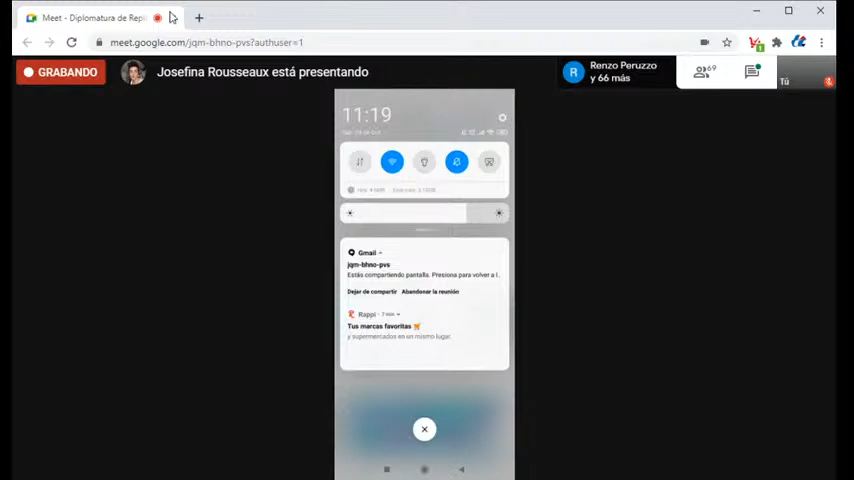 Meet - Diplomatura de Rep
meet.google.com/jqm-bhno-pvs?authuser=1
GRABANDO
Josefina Rousseaux está presentando
R
Renzo Peruzzo
y 66 más
69
Tú
11:19
Gmail
jqm-bhno-pvs
Estás compartiendo pantalla. Presiona para volver a l..
Dejar de compartir Abandonar la reunión
Rappi · 7 min
Tus marcas favoritas
y supermercados en un mismo lugar.